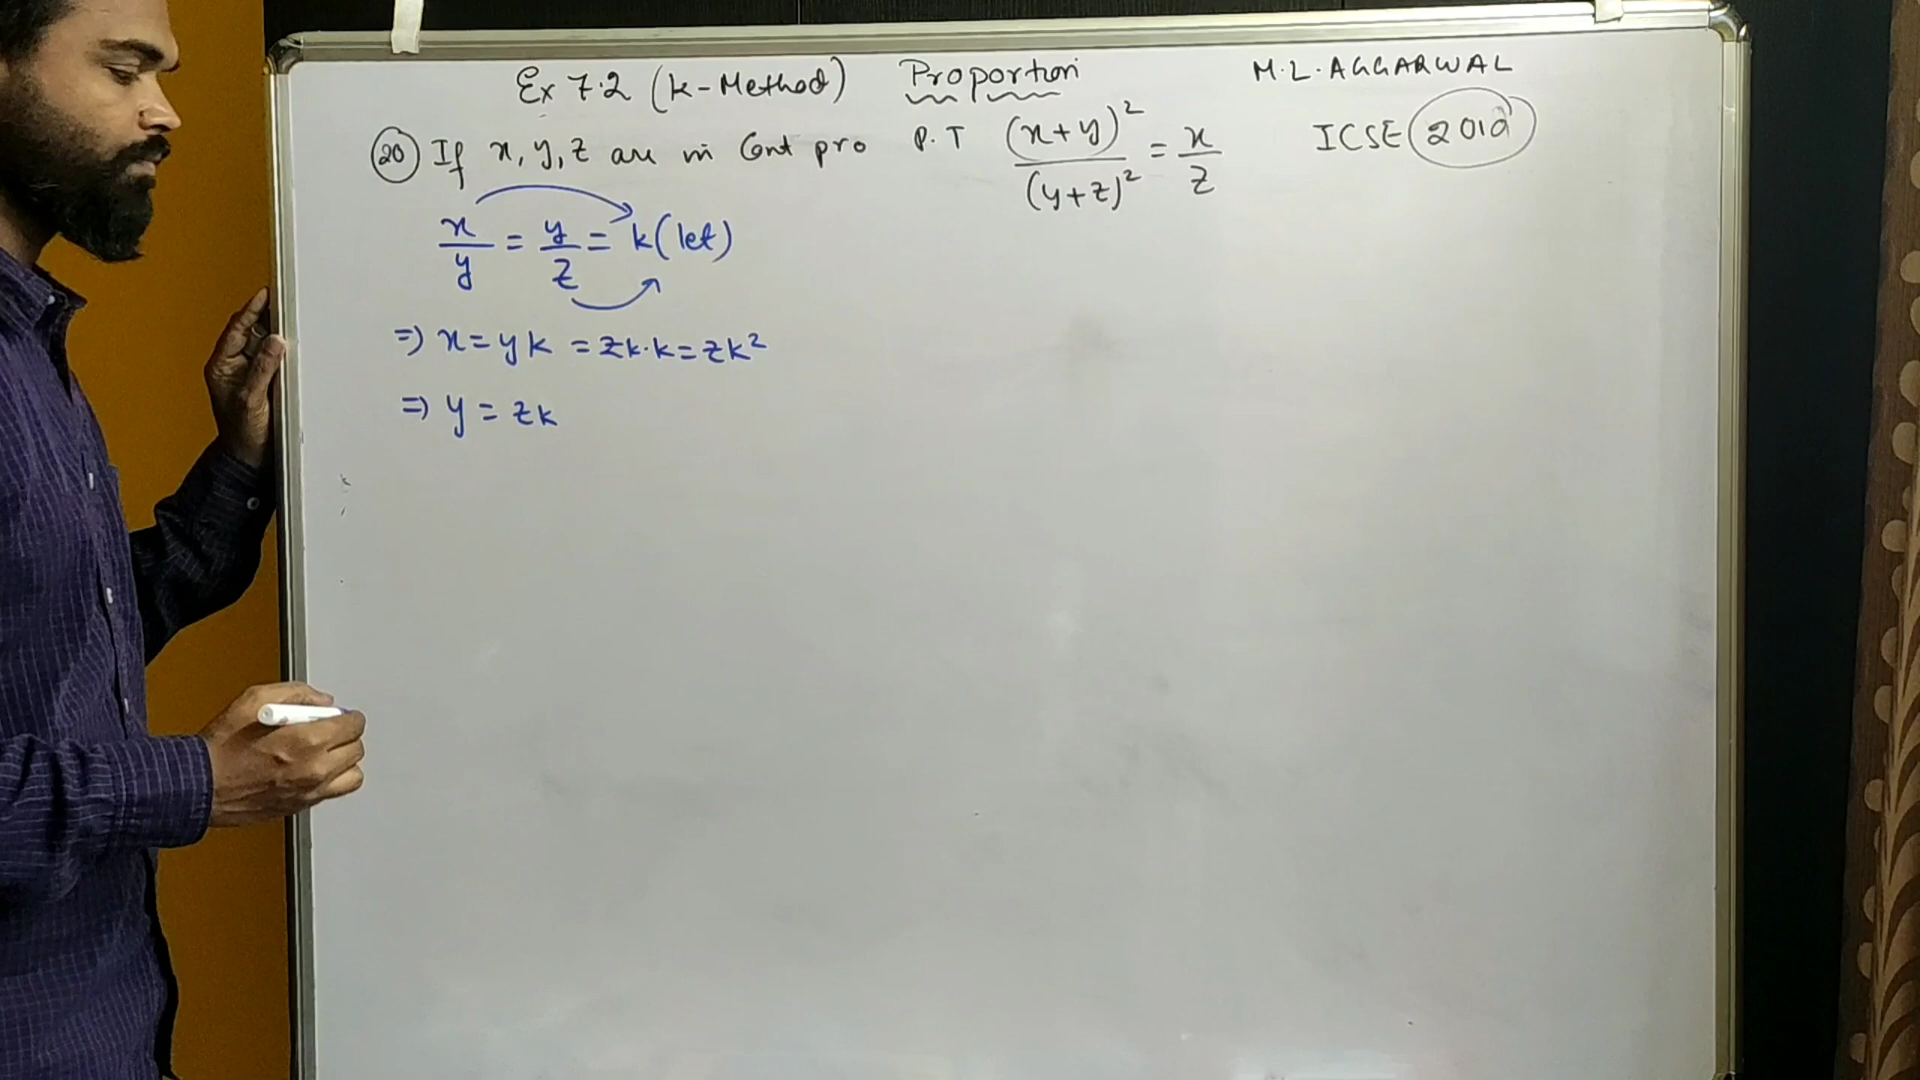 Ex 7.2 (k-Method) Proportion M.L.AGGARWAL
20 If x, y, z are in Cont pro P.T (x+y)²/(y+z)² = x/z ICSE 2012
x/y = y/z = k (let)
⇒ x = yk = zk·k = zk²
⇒ y = zk